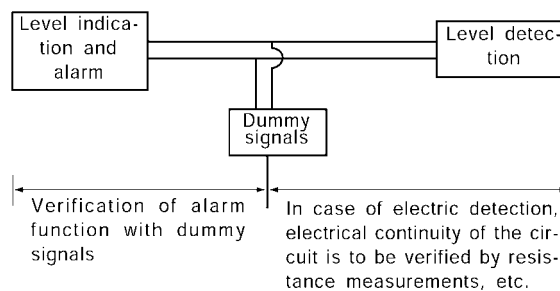 Level indica-
tion and
alarm
Level detec-
tion
Dummy
signals
Verification of alarm
function with dummy
signals
In case of electric detection,
electrical continuity of the cir-
cuit is to be verified by resis-
tance measurements, etc.